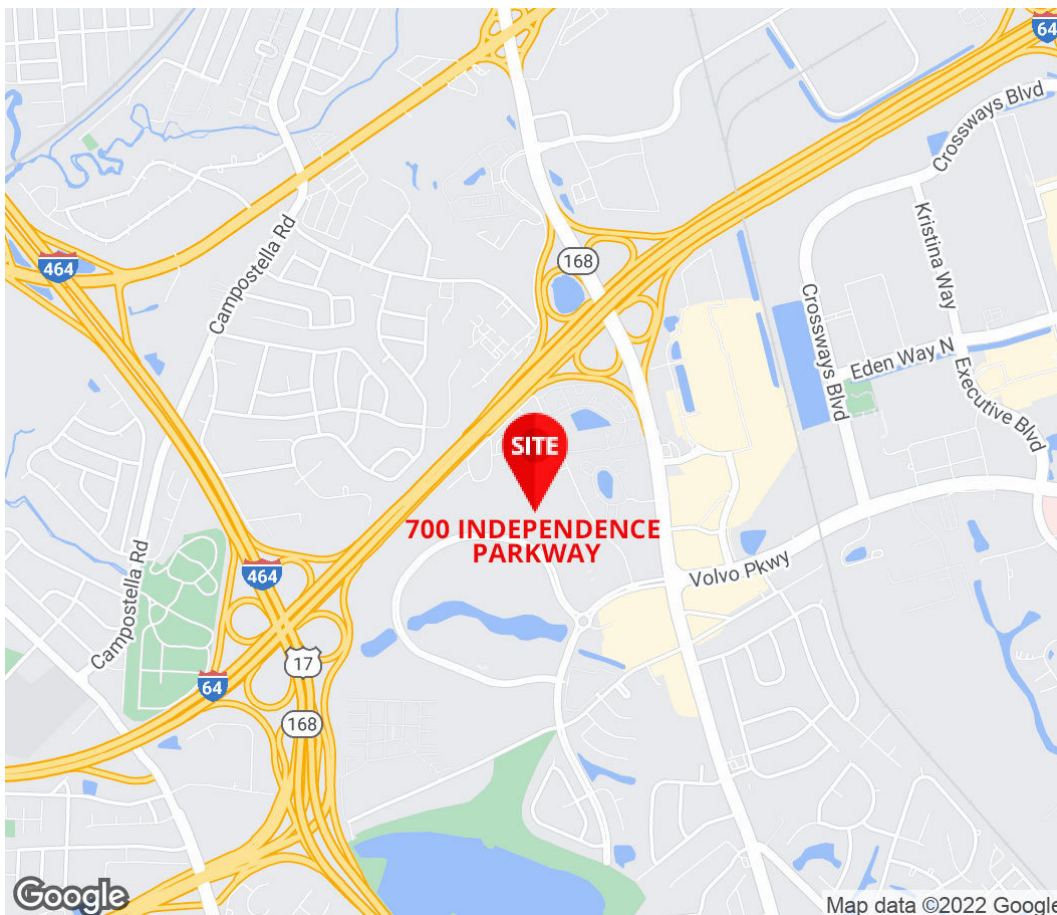 64
Crossways Blvd
Kristina Way
168
464
Campostella Rd
Crossways Blvd
Eden Way N
Executive Blvd
SITE
700 INDEPENDENCE
PARKWAY
Volvo Pkwy
464
Campostella Rd
17
64
168
Google
Map data ©2022 Google